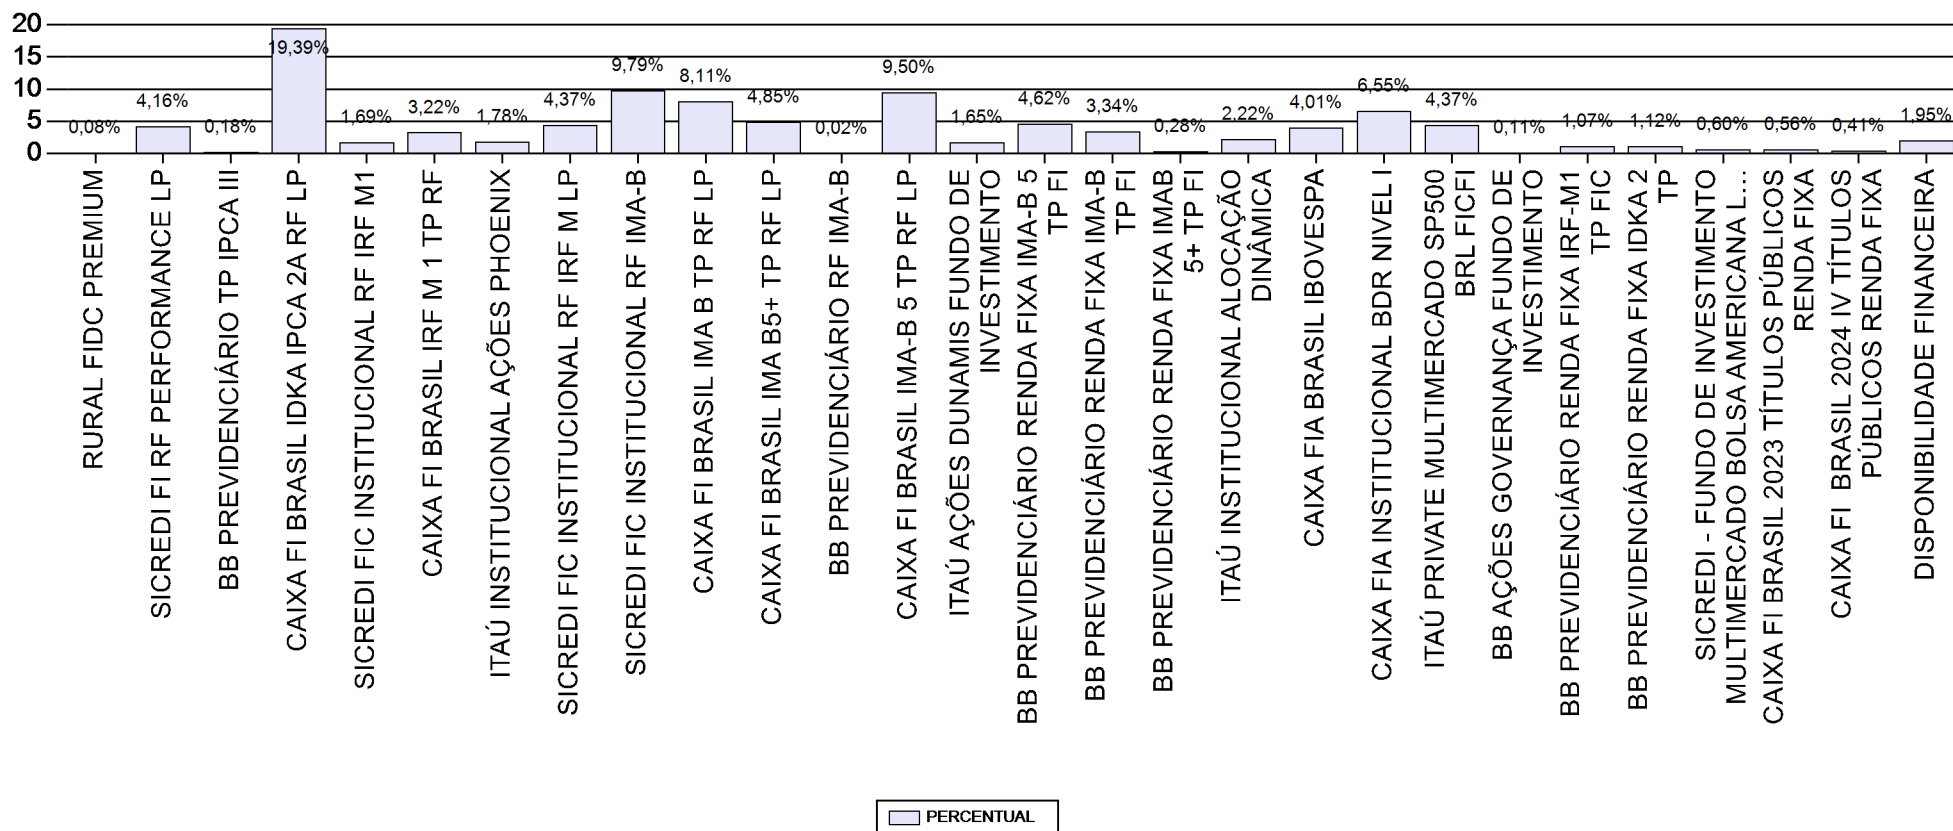 20
15
10
5
0
0,08%
4,16%
0,18%
19,39%
1,69%
3,22%
1,78%
4,37%
9,79%
8,11%
4,85%
0,02%
9,50%
1,65%
4,62%
3,34%
0,28%
2,22%
4,01%
6,55%
4,37%
0,11%
1,07%
1,12%
0,60%
0,56%
0,41%
1,95%
RURAL FIDC PREMIUM
SICREDI FI RF PERFORMANCE LP
BB PREVIDENCIÁRIO TP IPCA III
CAIXA FI BRASIL IDKA IPCA 2A RF LP
SICREDI FIC INSTITUCIONAL RF IRF M1
CAIXA FI BRASIL IRF M 1 TP RF
ITAÚ INSTITUCIONAL AÇÕES PHOENIX
SICREDI FIC INSTITUCIONAL RF IRF M LP
SICREDI FIC INSTITUCIONAL RF IMA-B
CAIXA FI BRASIL IMA B TP RF LP
CAIXA FI BRASIL IMA B5+ TP RF LP
BB PREVIDENCIÁRIO RF IMA-B
CAIXA FI BRASIL IMA-B 5 TP RF LP
ITAÚ AÇÕES DUNAMIS FUNDO DE
INVESTIMENTO
BB PREVIDENCIÁRIO RENDA FIXA IMA-B 5
TP FI
BB PREVIDENCIÁRIO RENDA FIXA IMA-B
TP FI
BB PREVIDENCIÁRIO RENDA FIXA IMAB
5+ TP FI
ITAÚ INSTITUCIONAL ALOCAÇÃO
DINÂMICA
CAIXA FIA BRASIL IBOVESPA
CAIXA FIA INSTITUCIONAL BDR NIVEL I
ITAÚ PRIVATE MULTIMERCADO SP500
BRL FICFI
BB AÇÕES GOVERNANÇA FUNDO DE
INVESTIMENTO
BB PREVIDENCIÁRIO RENDA FIXA IRF-M1
TP FIC
BB PREVIDENCIÁRIO RENDA FIXA IDKA 2
TP
SICREDI - FUNDO DE INVESTIMENTO
MULTIMERCADO BOLSA AMERICANA L...
CAIXA FI BRASIL 2023 TÍTULOS PÚBLICOS
RENDA FIXA
CAIXA FI  BRASIL 2024 IV TÍTULOS
PÚBLICOS RENDA FIXA
DISPONIBILIDADE FINANCEIRA
PERCENTUAL